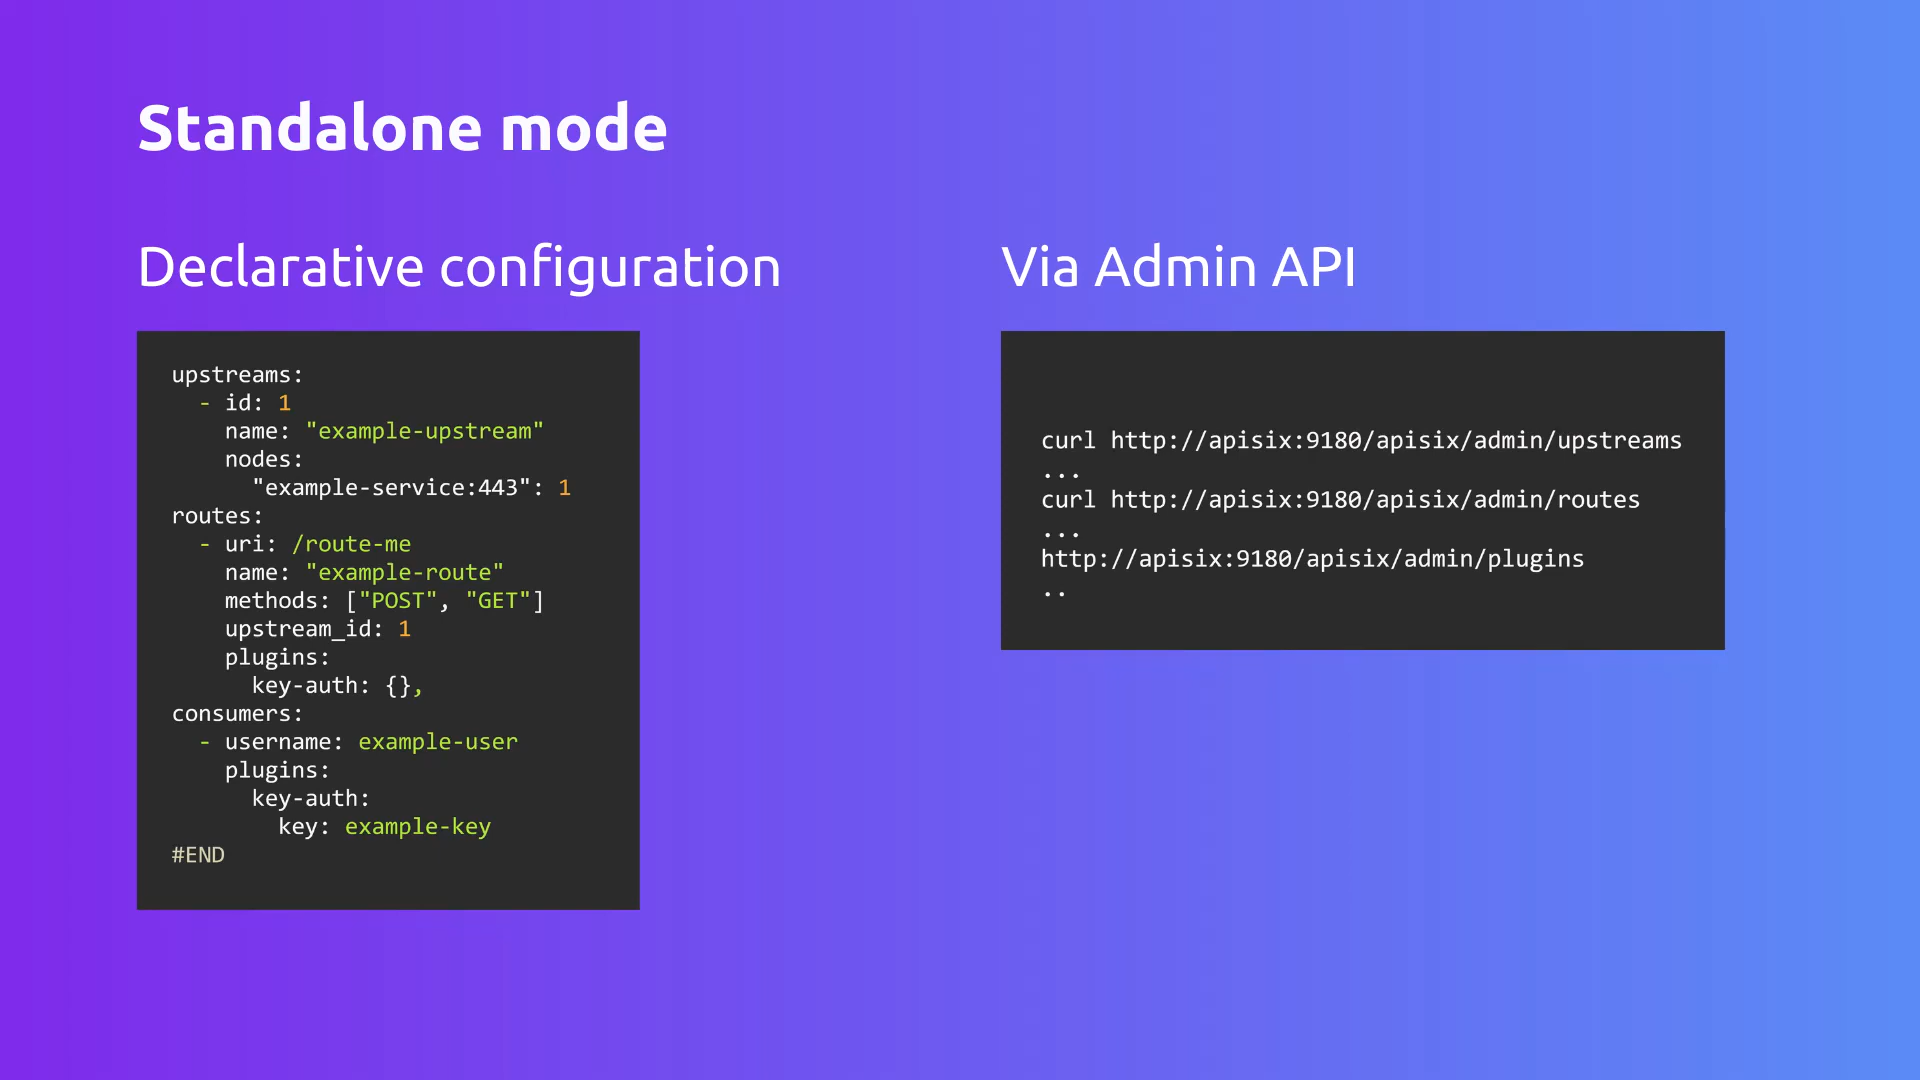 Standalone mode
Declarative configuration
upstreams:
  - id: 1
    name: "example-upstream"
    nodes:
      "example-service:443": 1
routes:
  - uri: /route-me
    name: "example-route"
    methods: ["POST", "GET"]
    upstream_id: 1
    plugins:
      key-auth: {},
consumers:
  - username: example-user
    plugins:
      key-auth:
        key: example-key
#END
Via Admin API
curl http://apisix:9180/apisix/admin/upstreams
...
curl http://apisix:9180/apisix/admin/routes
...
http://apisix:9180/apisix/admin/plugins
..